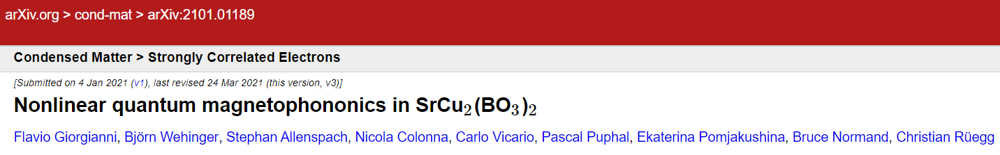 arXiv.org > cond-mat > arXiv:2101.01189
Condensed Matter > Strongly Correlated Electrons
[Submitted on 4 Jan 2021 (v1), last revised 24 Mar 2021 (this version, v3)]
Nonlinear quantum magnetophononics in SrCu₂(BO₃)₂
Flavio Giorgianni, Björn Wehinger, Stephan Allenspach, Nicola Colonna, Carlo Vicario, Pascal Puphal, Ekaterina Pomjakushina, Bruce Normand, Christian Rüegg